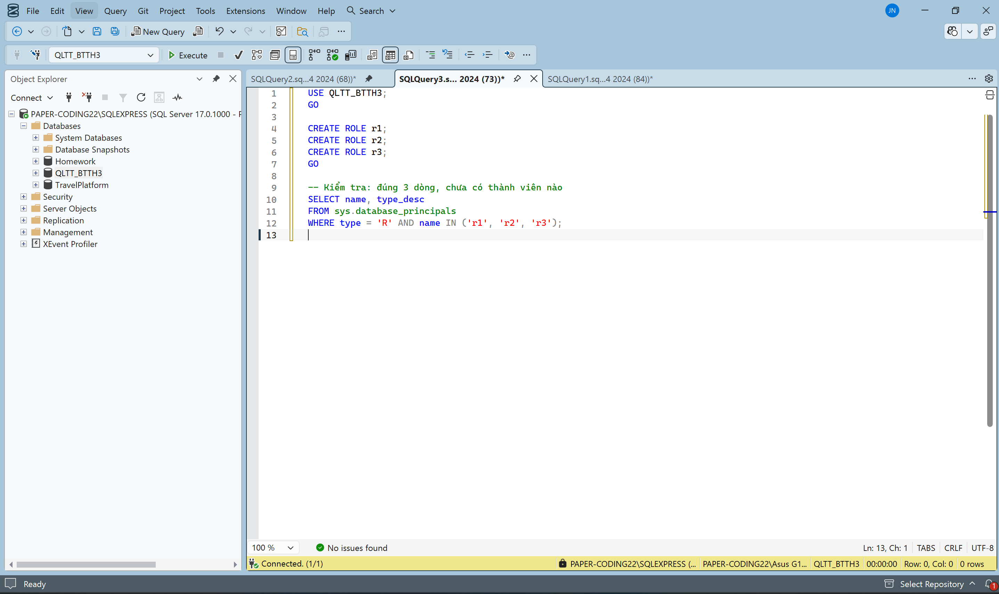 File Edit View Query Git Project Tools Extensions Window Help Search JN
New Query
QLTT_BTTH3 Execute
Object Explorer
Connect
PAPER-CODING22\SQLEXPRESS (SQL Server 17.0.1000 -
Databases
System Databases
Database Snapshots
Homework
QLTT_BTTH3
TravelPlatform
Security
Server Objects
Replication
Management
XEvent Profiler
SQLQuery2.sq...4 2024 (68))* SQLQuery3.s... 2024 (73))* SQLQuery1.sq...4 2024 (84))*
1 USE QLTT_BTTH3;
2 GO
3
4 CREATE ROLE r1;
5 CREATE ROLE r2;
6 CREATE ROLE r3;
7 GO
8
9 -- Kiểm tra: đúng 3 dòng, chưa có thành viên nào
10 SELECT name, type_desc
11 FROM sys.database_principals
12 WHERE type = 'R' AND name IN ('r1', 'r2', 'r3');
13
100 % No issues found Ln: 13, Ch: 1 TABS CRLF UTF-8
Connected. (1/1) PAPER-CODING22\SQLEXPRESS (... PAPER-CODING22\Asus G1... QLTT_BTTH3 00:00:00 Row: 0, Col: 0 0 rows
Ready Select Repository 1